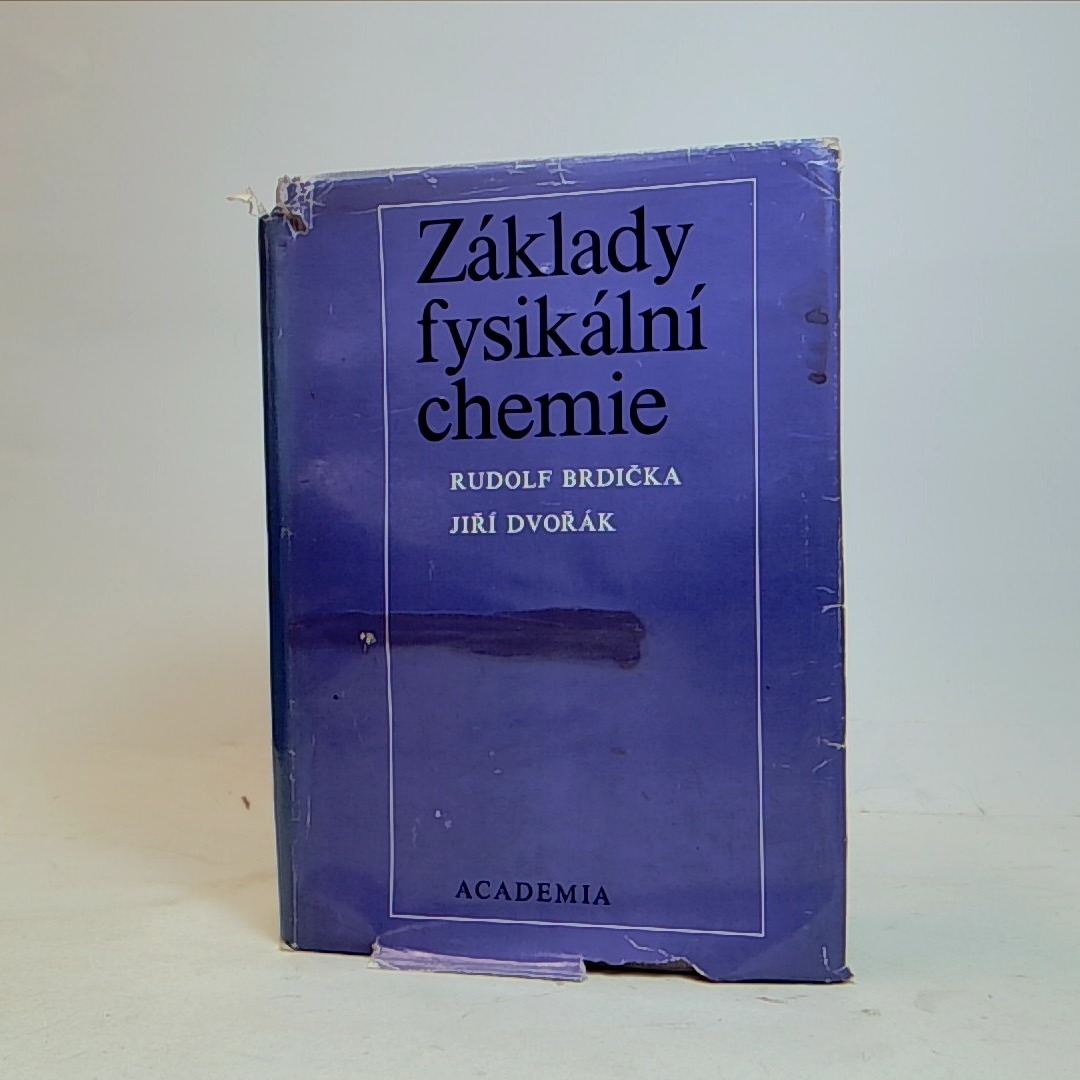 Základy
fysikální
chemie
RUDOLF BRDIČKA
JIŘÍ DVOŘÁK
ACADEMIA